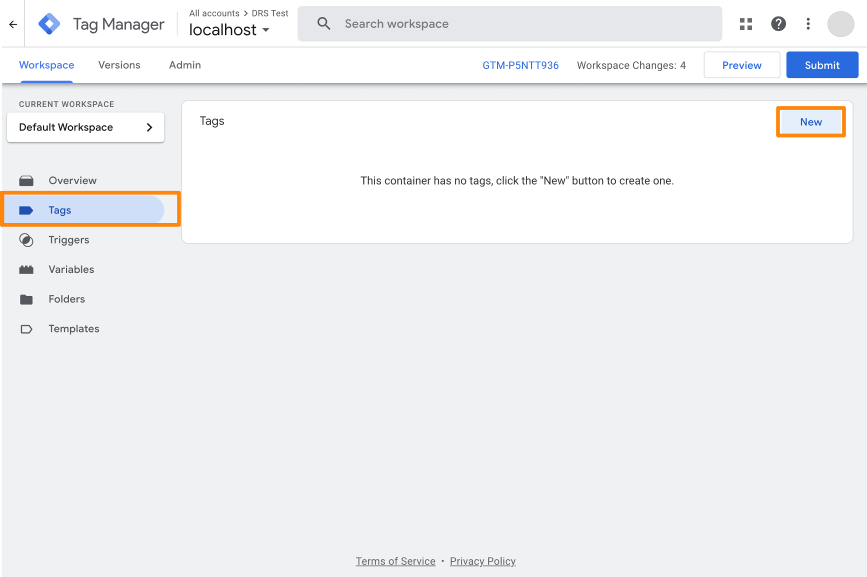 Tag Manager
All accounts > DRS Test
localhost
Search workspace
Workspace Versions Admin
GTM-P5NTT936 Workspace Changes: 4 Preview Submit
CURRENT WORKSPACE
Default Workspace
Tags
New
This container has no tags, click the "New" button to create one.
Overview
Tags
Triggers
Variables
Folders
Templates
Terms of Service · Privacy Policy